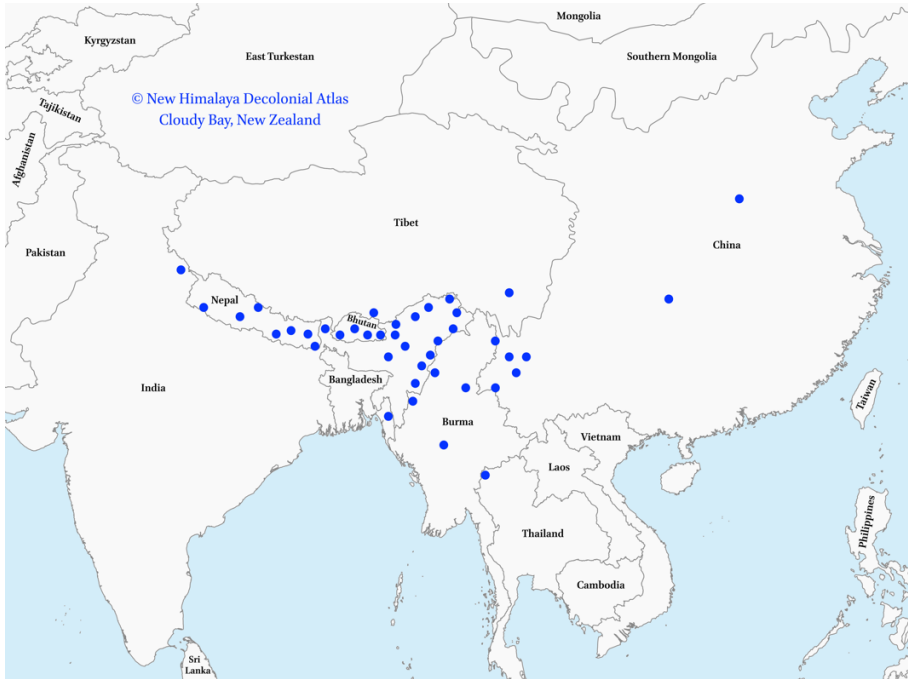 Mongolia
Kyrgyzstan
East Turkestan
Southern Mongolia
© New Himalaya Decolonial Atlas
Cloudy Bay, New Zealand
Tajikistan
Afghanistan
Tibet
China
Pakistan
Nepal
Bhutan
Bangladesh
India
Taiwan
Burma
Vietnam
Laos
Philippines
Thailand
Cambodia
Sri
Lanka